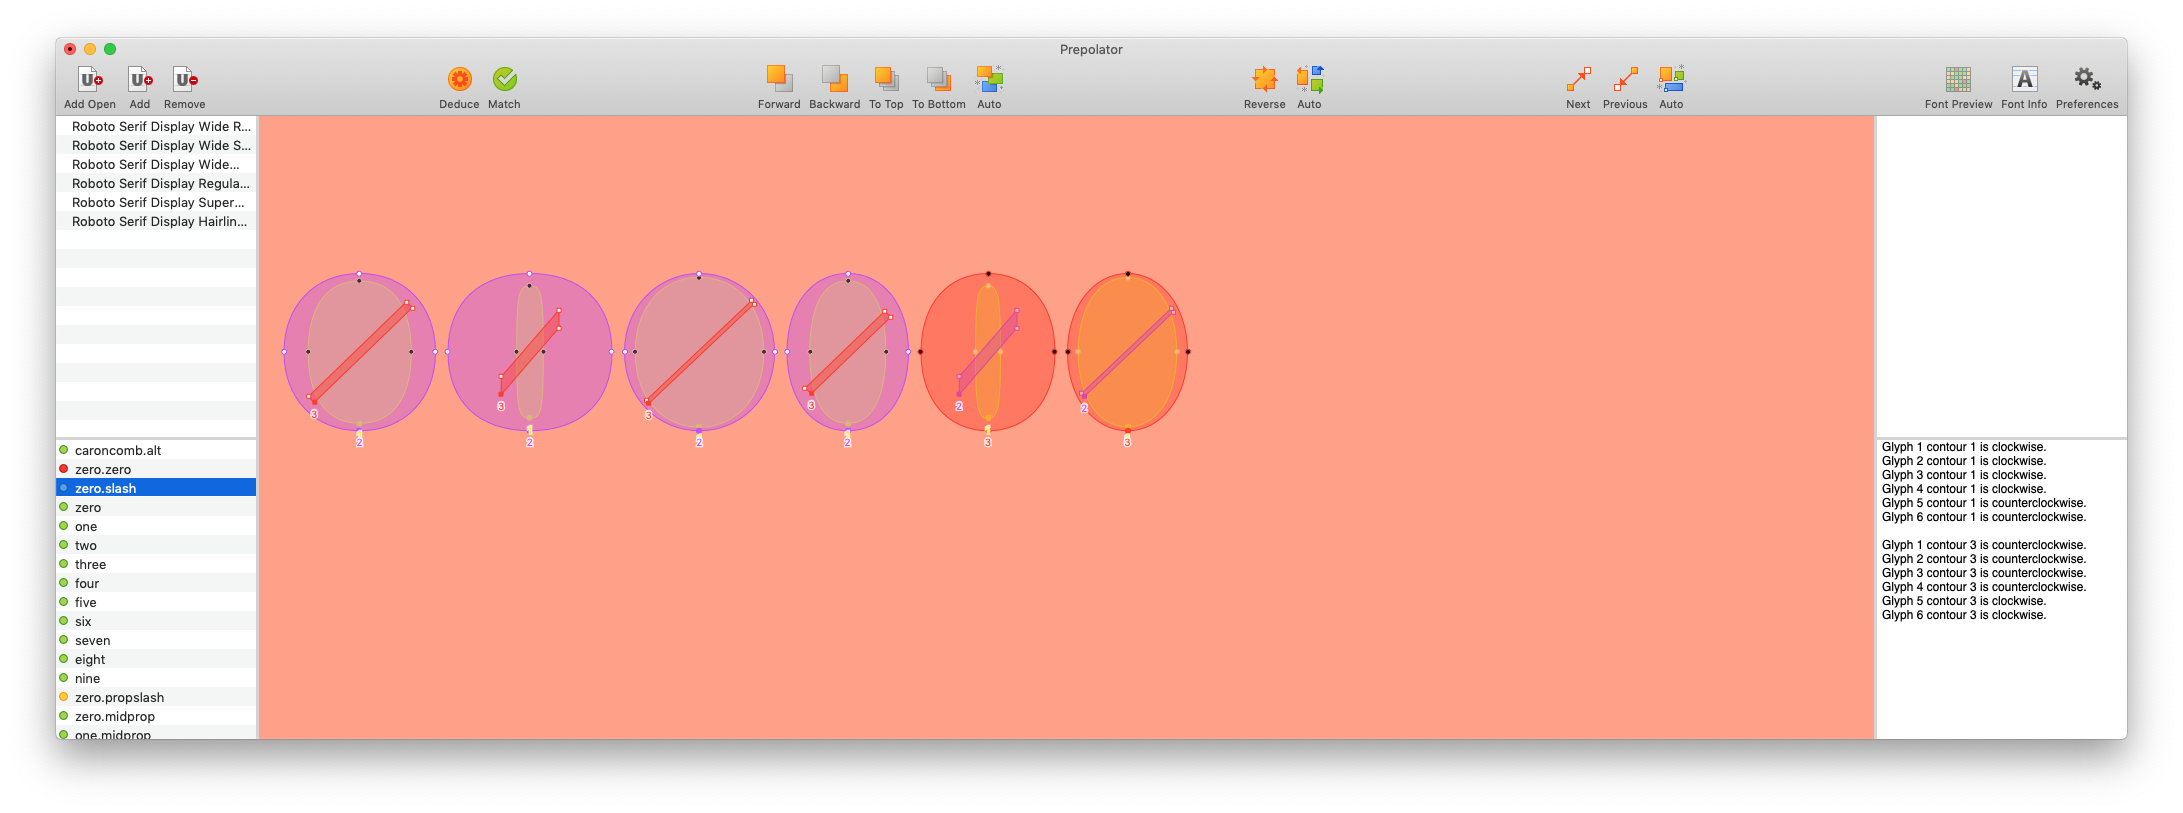 Prepolator
Add Open Add Remove Deduce Match Forward Backward To Top To Bottom Auto Reverse Auto Next Previous Auto Font Preview Font Info Preferences
Roboto Serif Display Wide R...
Roboto Serif Display Wide S...
Roboto Serif Display Wide...
Roboto Serif Display Regula...
Roboto Serif Display Super...
Roboto Serif Display Hairlin...
caroncomb.alt
zero.zero
zero.slash
zero
one
two
three
four
five
six
seven
eight
nine
zero.propslash
zero.midprop
one.midprop
3 3 3 3 2 2
2 2 2 2 3 3
Glyph 1 contour 1 is clockwise.
Glyph 2 contour 1 is clockwise.
Glyph 3 contour 1 is clockwise.
Glyph 4 contour 1 is clockwise.
Glyph 5 contour 1 is counterclockwise.
Glyph 6 contour 1 is counterclockwise.
Glyph 1 contour 3 is counterclockwise.
Glyph 2 contour 3 is counterclockwise.
Glyph 3 contour 3 is counterclockwise.
Glyph 4 contour 3 is counterclockwise.
Glyph 5 contour 3 is clockwise.
Glyph 6 contour 3 is clockwise.